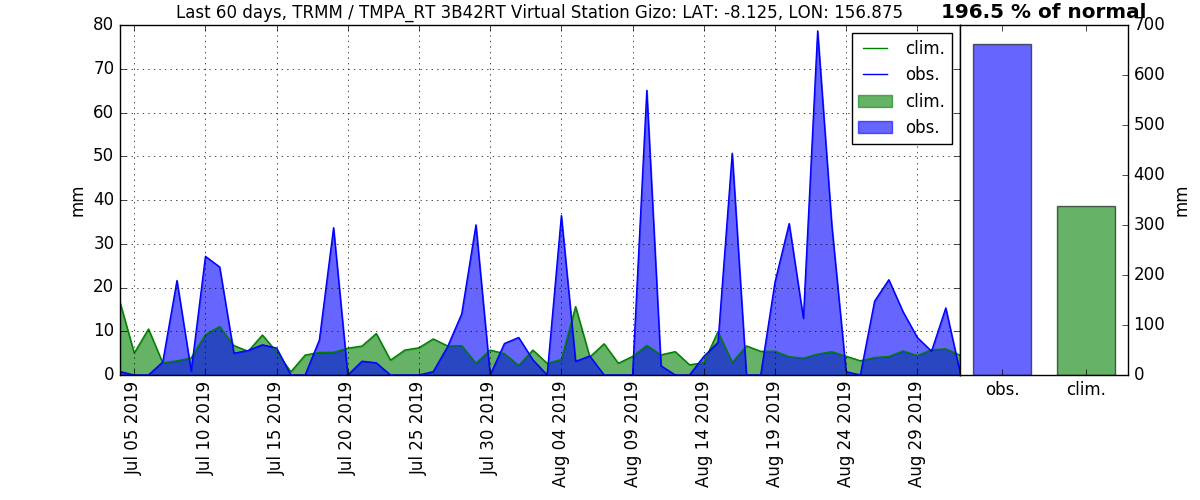 Last 60 days, TRMM / TMPA_RT 3B42RT Virtual Station Gizo: LAT: -8.125, LON: 156.875
196.5 % of normal
80
70
60
50
40
30
20
10
0
mm
clim.
obs.
clim.
obs.
Jul 05 2019
Jul 10 2019
Jul 15 2019
Jul 20 2019
Jul 25 2019
Jul 30 2019
Aug 04 2019
Aug 09 2019
Aug 14 2019
Aug 19 2019
Aug 24 2019
Aug 29 2019
700
600
500
400
300
200
100
0
mm
obs.
clim.